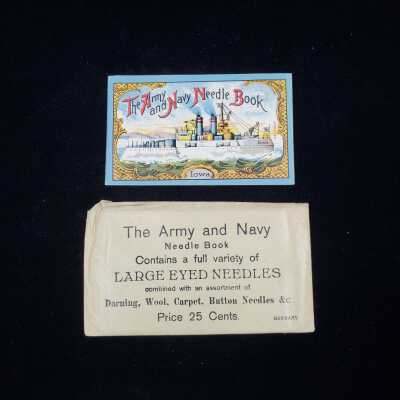 The Army and Navy Needle Book
Iowa
The Army and Navy
Needle Book
Contains a full variety of
LARGE EYED NEEDLES
combined with an assortment of
Darning, Wool, Carpet, Button Needles &c.
Price 25 Cents.
GERMANY